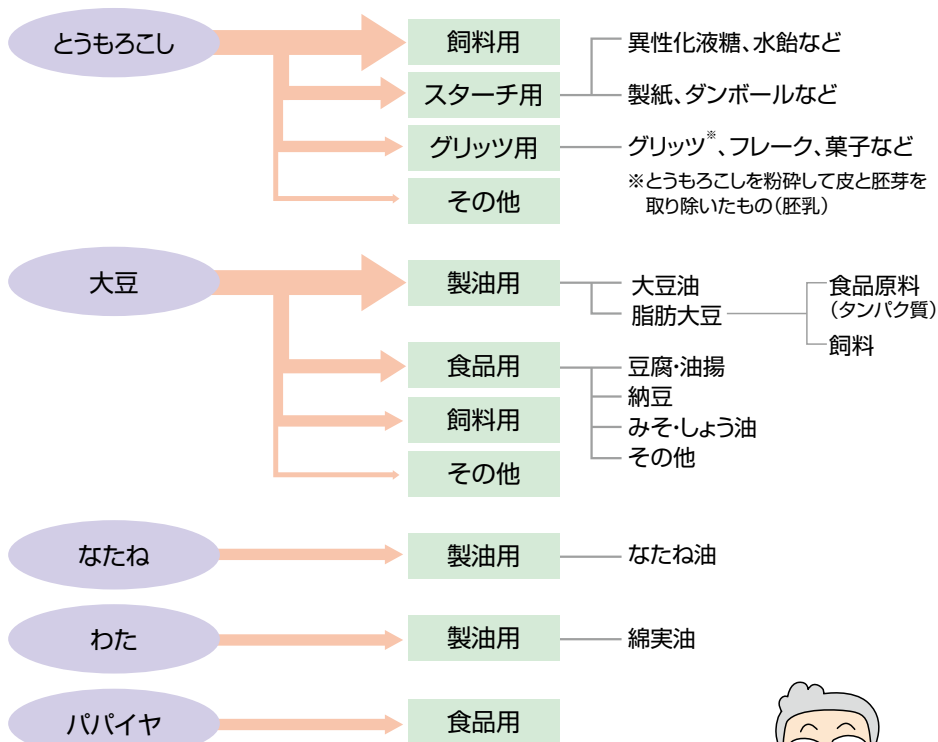 とうもろこし
飼料用
スターチ用
異性化液糖、水飴など
製紙、ダンボールなど
グリッツ用
グリッツ※、フレーク、菓子など
※とうもろこしを粉砕して皮と胚芽を
取り除いたもの(胚乳)
その他
大豆
製油用
大豆油
脂肪大豆
食品原料
(タンパク質)
飼料
食品用
豆腐・油揚
納豆
みそ・しょう油
その他
飼料用
その他
なたね
製油用
なたね油
わた
製油用
綿実油
パパイヤ
食品用